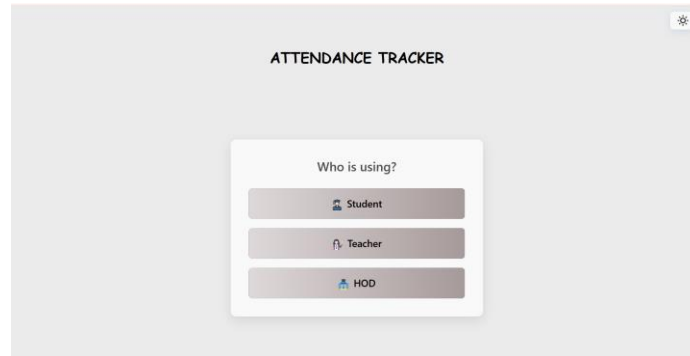 ATTENDANCE TRACKER
Who is using?
Student
Teacher
HOD